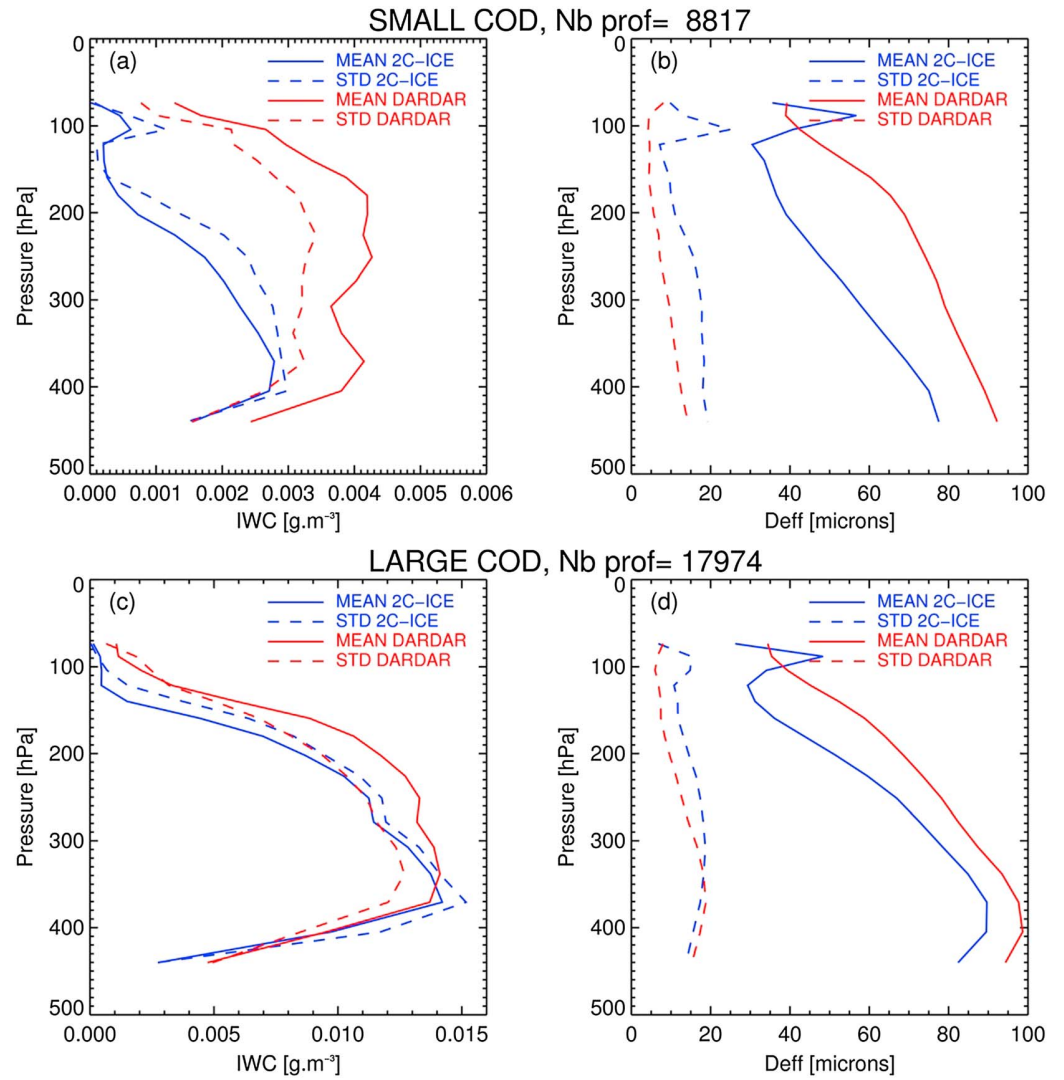 SMALL COD, Nb prof= 8817
(a)
MEAN 2C-ICE
STD 2C-ICE
MEAN DARDAR
STD DARDAR
0
100
200
300
400
500
Pressure [hPa]
0.000 0.001 0.002 0.003 0.004 0.005 0.006
IWC [g.m⁻³]
(b)
MEAN 2C-ICE
STD 2C-ICE
MEAN DARDAR
STD DARDAR
0
100
200
300
400
500
Pressure [hPa]
0 20 40 60 80 100
Deff [microns]
LARGE COD, Nb prof= 17974
(c)
MEAN 2C-ICE
STD 2C-ICE
MEAN DARDAR
STD DARDAR
0
100
200
300
400
500
Pressure [hPa]
0.000 0.005 0.010 0.015
IWC [g.m⁻³]
(d)
MEAN 2C-ICE
STD 2C-ICE
MEAN DARDAR
STD DARDAR
0
100
200
300
400
500
Pressure [hPa]
0 20 40 60 80 100
Deff [microns]